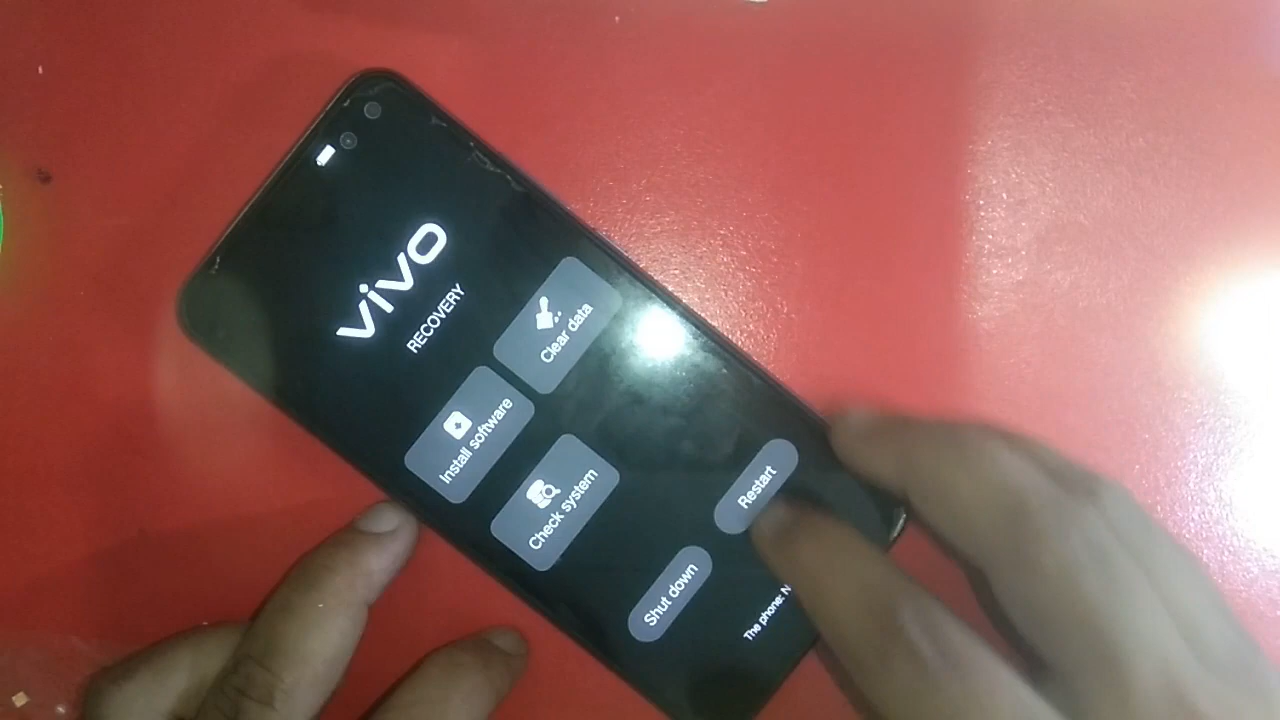 vivo
RECOVERY
Install software
Clear data
Check system
Shut down
Restart
The phone: N